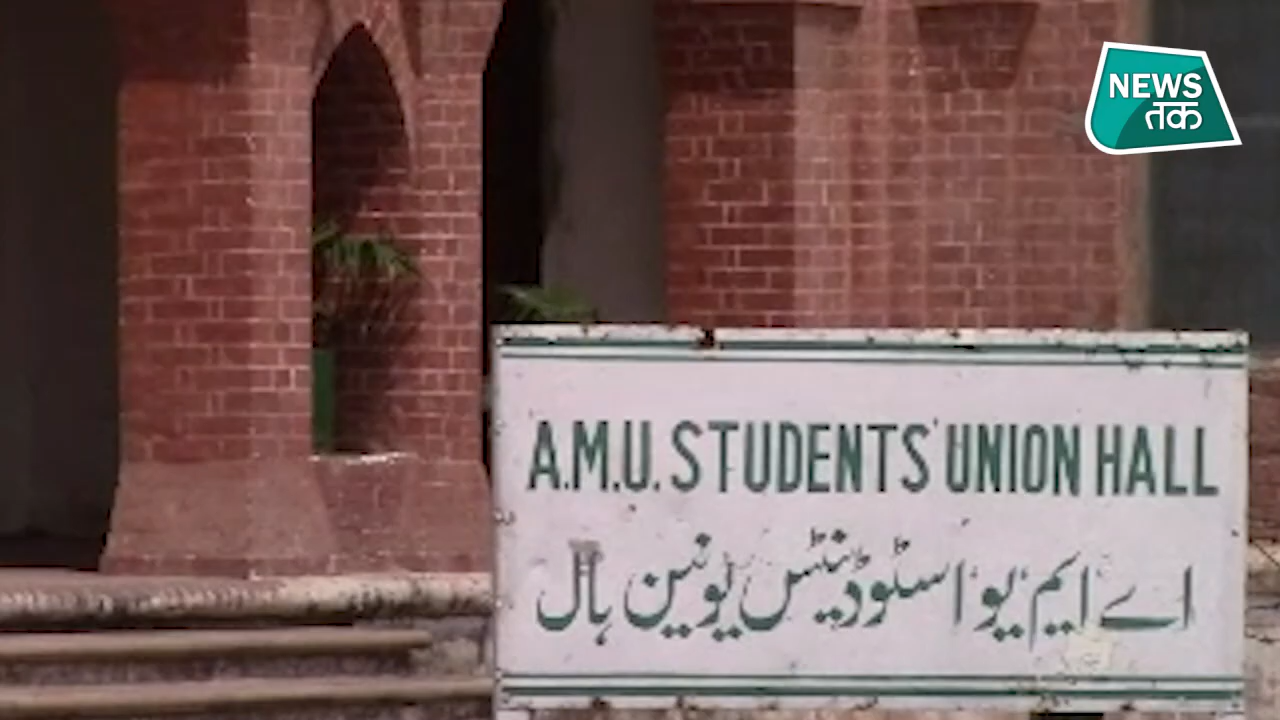 NEWS
तक
A.M.U. STUDENTS' UNION HALL
اے ایم یو اسٹوڈینٹس یونین ہال